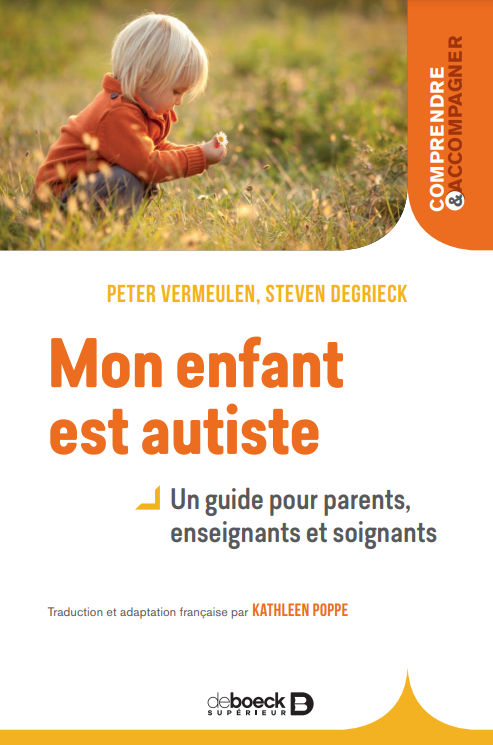 COMPRENDRE
&ACCOMPAGNER
PETER VERMEULEN, STEVEN DEGRIECK
Mon enfant
est autiste
Un guide pour parents,
enseignants et soignants
Traduction et adaptation française par KATHLEEN POPPE
deboeck B
SUPÉRIEUR